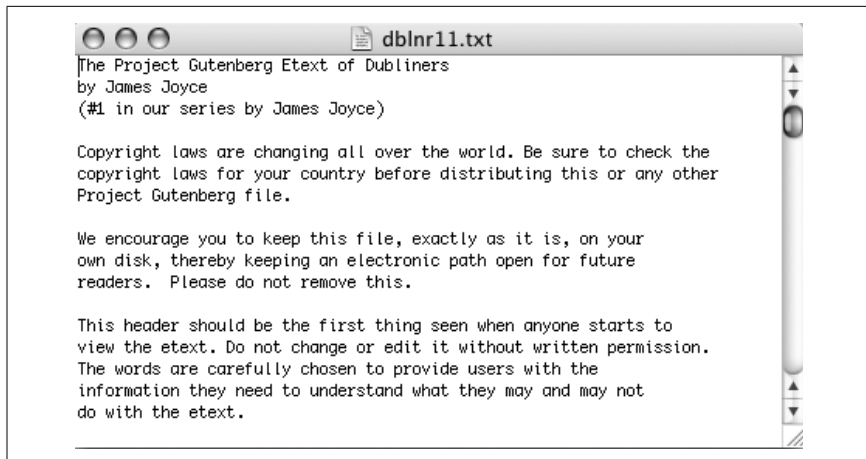 dblnr11.txt
The Project Gutenberg Etext of Dubliners
by James Joyce
(#1 in our series by James Joyce)
Copyright laws are changing all over the world. Be sure to check the
copyright laws for your country before distributing this or any other
Project Gutenberg file.
We encourage you to keep this file, exactly as it is, on your
own disk, thereby keeping an electronic path open for future
readers.  Please do not remove this.
This header should be the first thing seen when anyone starts to
view the etext. Do not change or edit it without written permission.
The words are carefully chosen to provide users with the
information they need to understand what they may and may not
do with the etext.